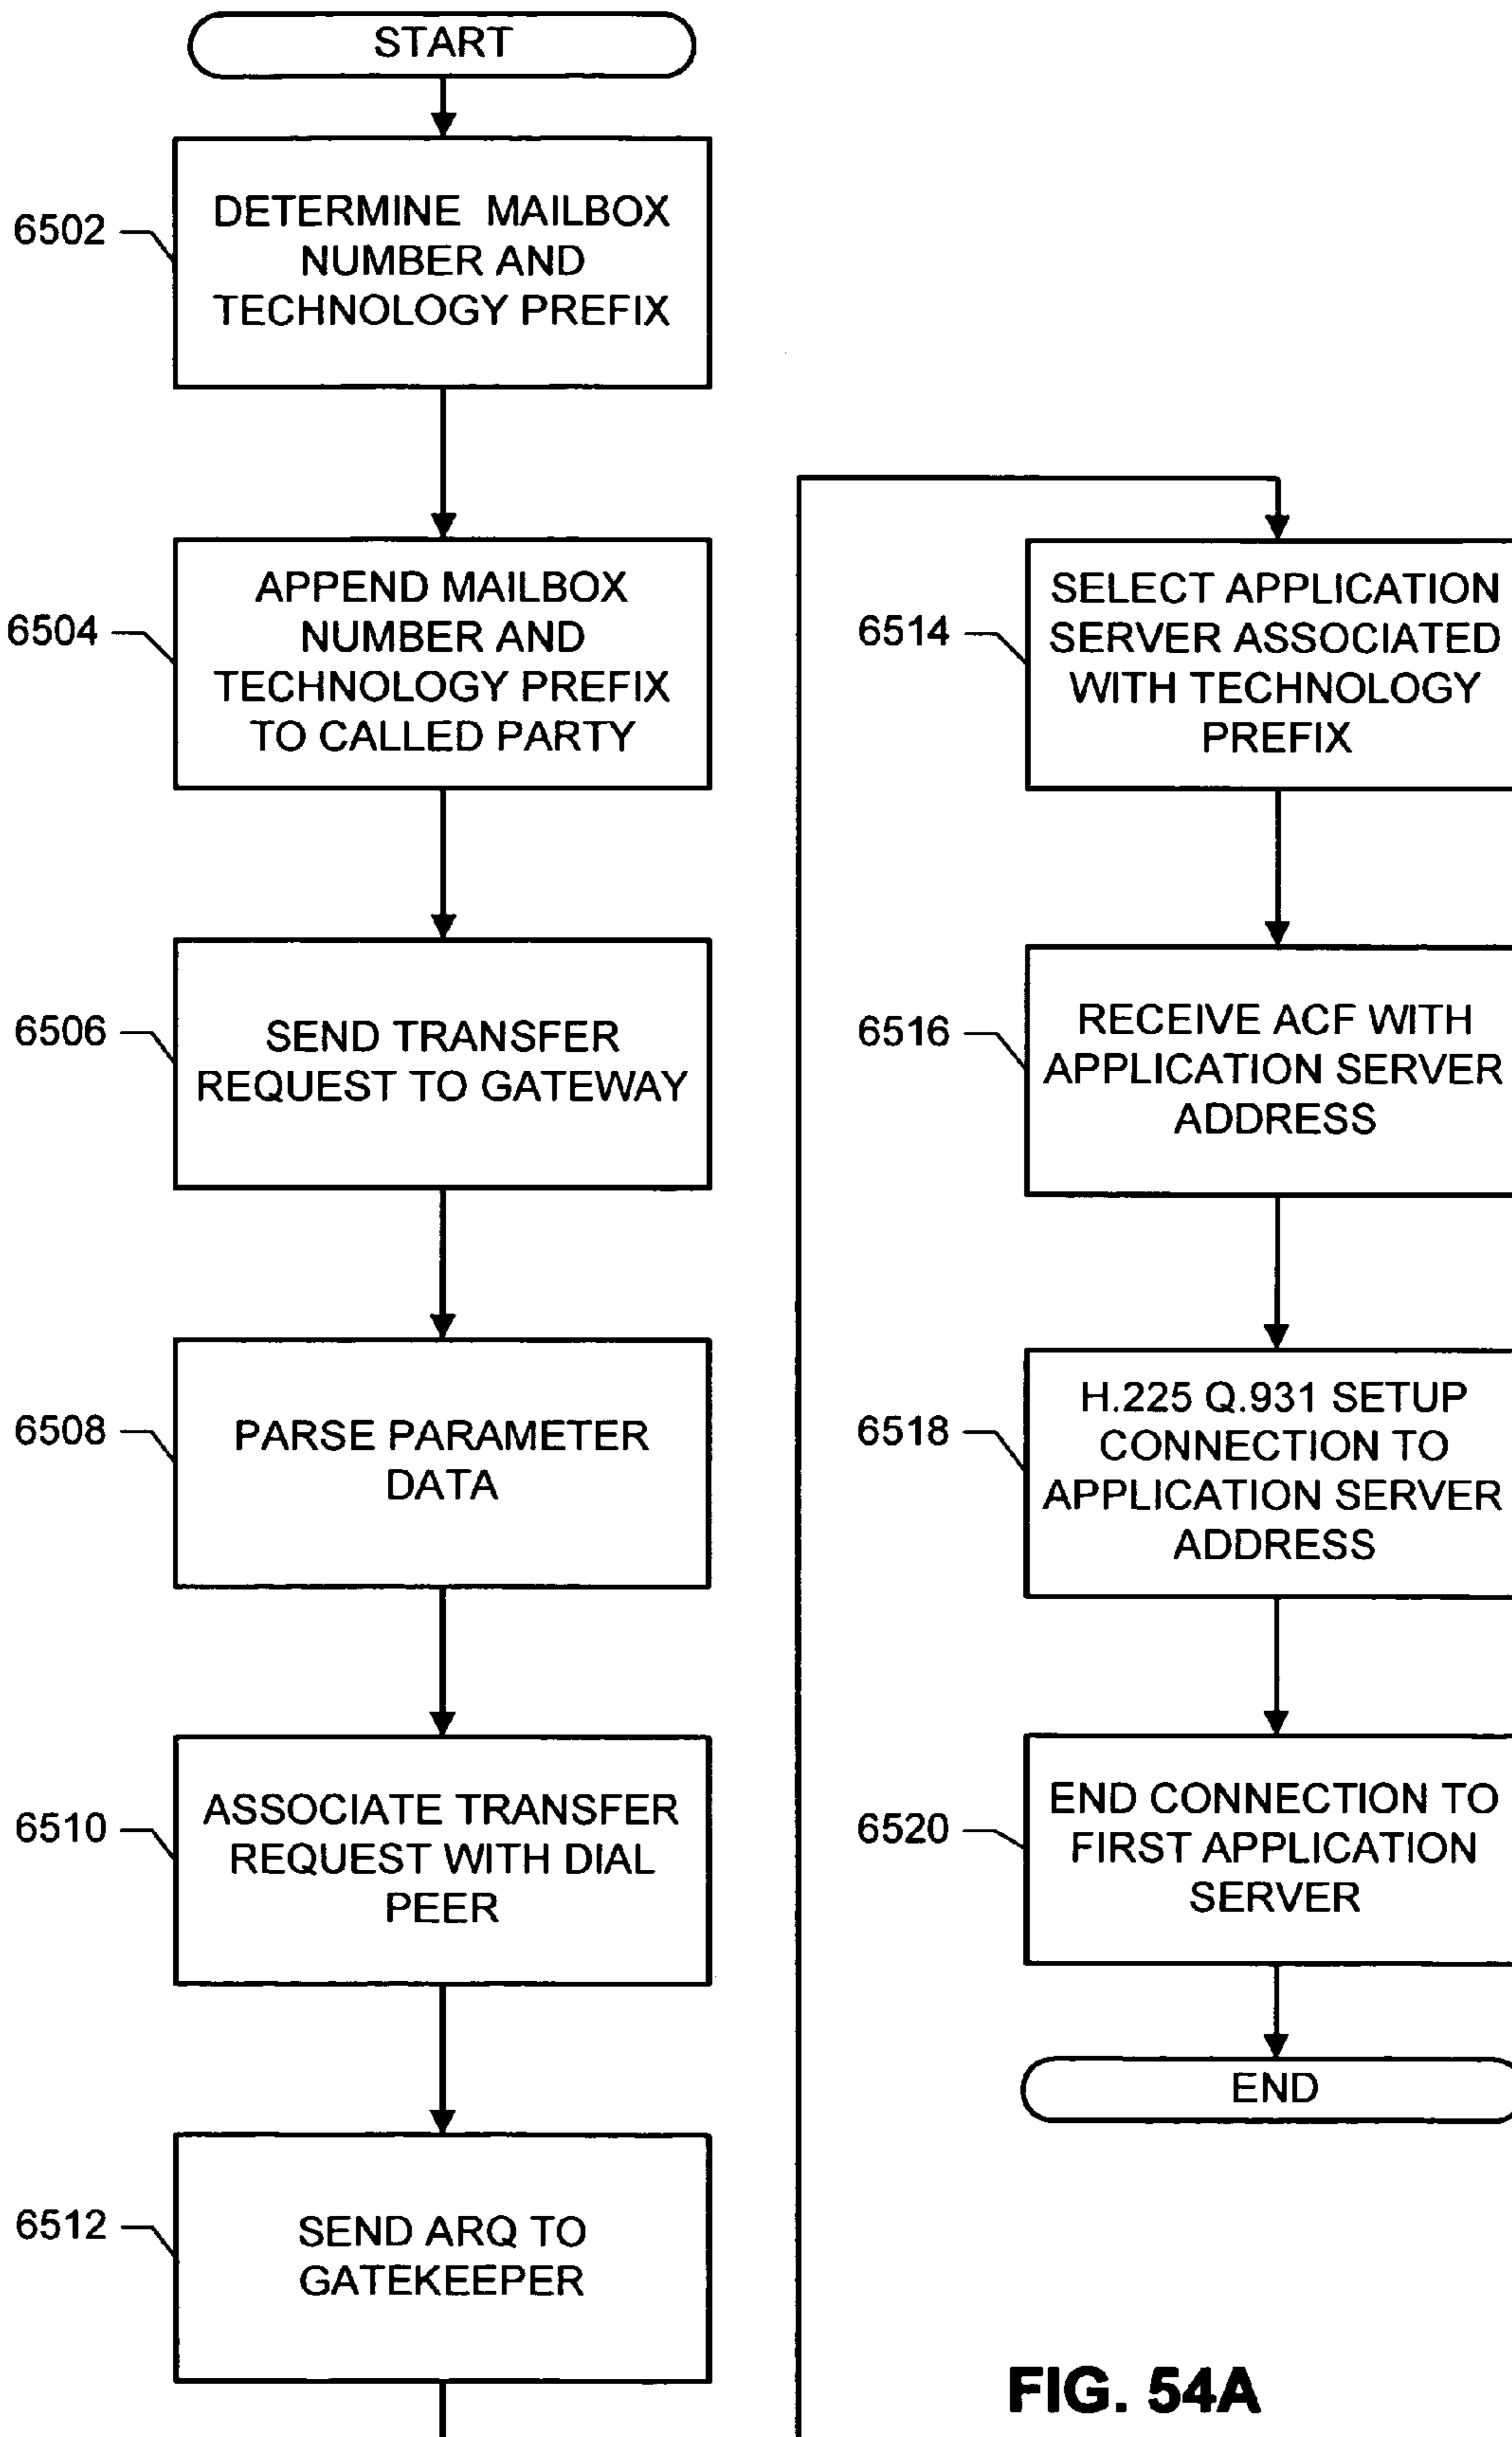 START
6502
DETERMINE MAILBOX
NUMBER AND
TECHNOLOGY PREFIX
6504
APPEND MAILBOX
NUMBER AND
TECHNOLOGY PREFIX
TO CALLED PARTY
6506
SEND TRANSFER
REQUEST TO GATEWAY
6508
PARSE PARAMETER
DATA
6510
ASSOCIATE TRANSFER
REQUEST WITH DIAL
PEER
6512
SEND ARQ TO
GATEKEEPER
6514
SELECT APPLICATION
SERVER ASSOCIATED
WITH TECHNOLOGY
PREFIX
6516
RECEIVE ACF WITH
APPLICATION SERVER
ADDRESS
6518
H.225 Q.931 SETUP
CONNECTION TO
APPLICATION SERVER
ADDRESS
6520
END CONNECTION TO
FIRST APPLICATION
SERVER
END
FIG. 54A